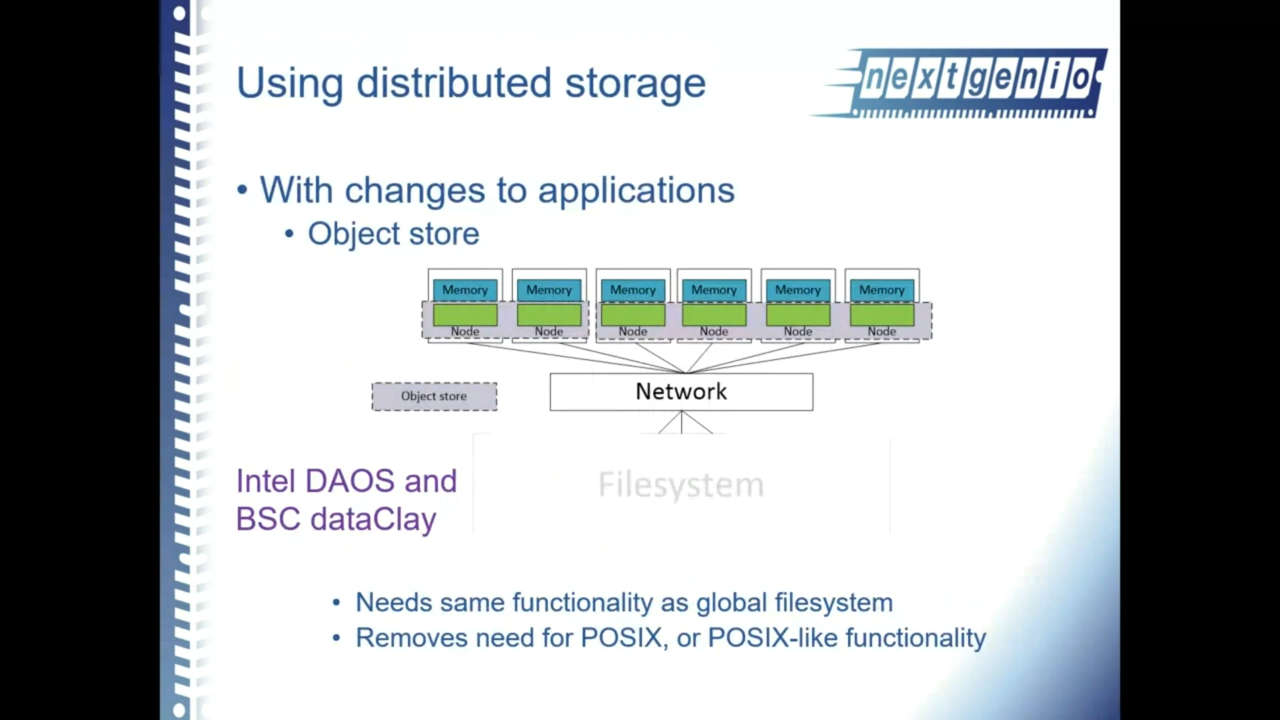 Using distributed storage
nextgenio
• With changes to applications
• Object store
Memory Memory Memory Memory Memory Memory
Node Node Node Node Node Node
Network
Object store
Filesystem
Intel DAOS and
BSC dataClay
• Needs same functionality as global filesystem
• Removes need for POSIX, or POSIX-like functionality